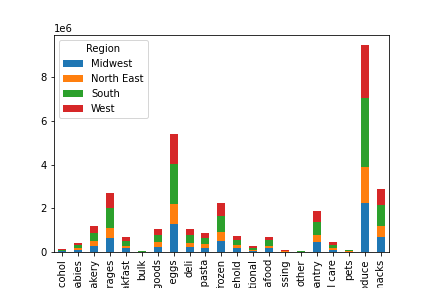 1e6
Region
Midwest
North East
South
West
8
6
4
2
0
cohol
abies
akery
rages
kfast
bulk
goods
eggs
deli
pasta
rozen
ehold
tional
afood
ssing
other
antry
l care
pets
oduce
nacks